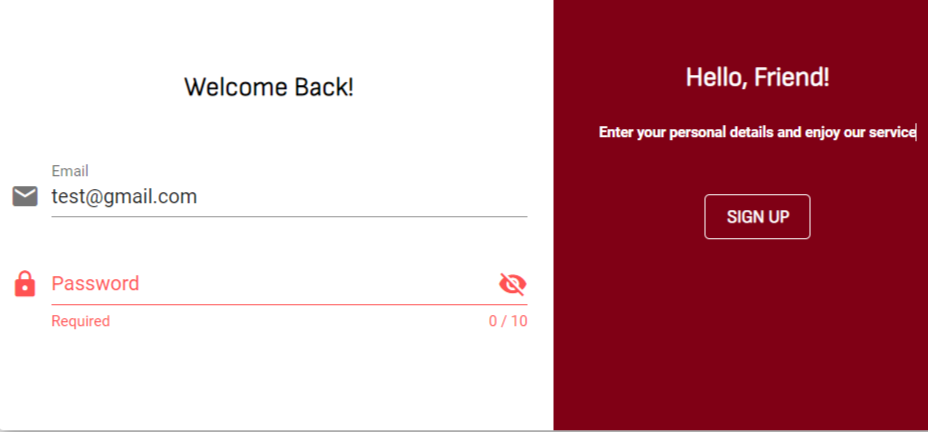 Welcome Back!
Email
test@gmail.com
Password
Required
0 / 10
Hello, Friend!
Enter your personal details and enjoy our service
SIGN UP